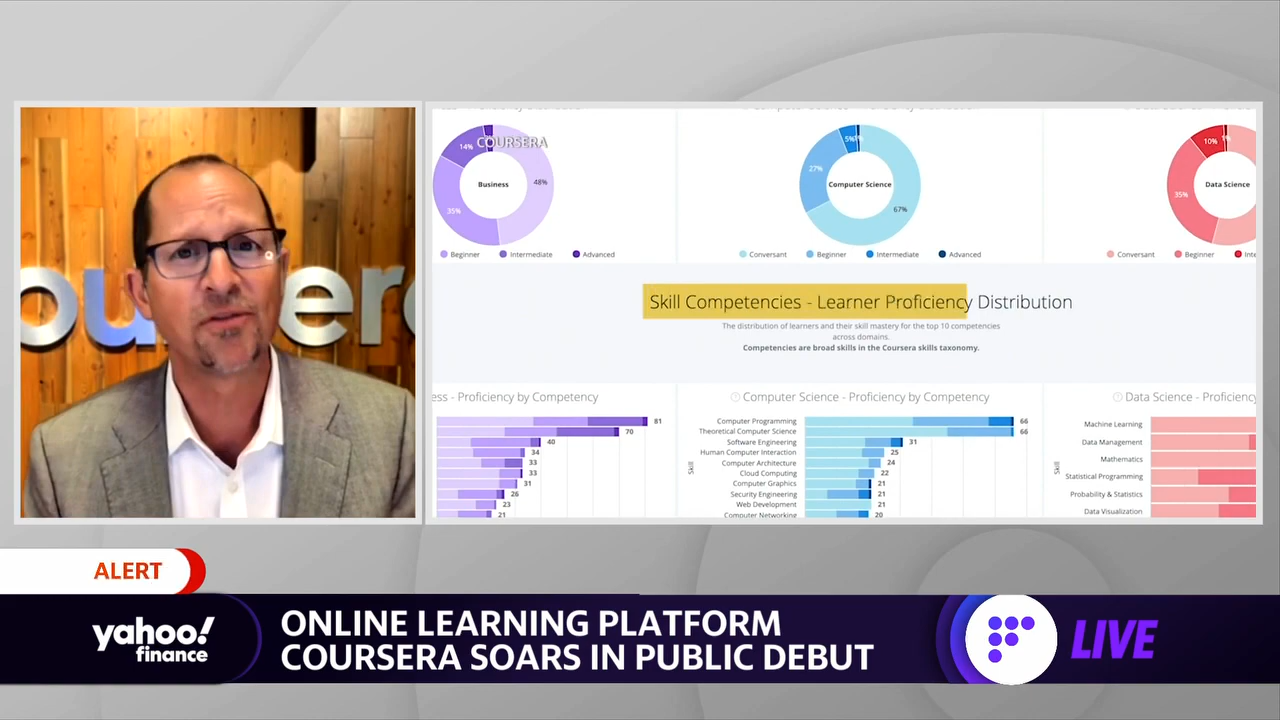 COURSERA
14%
48%
35%
Business
Beginner
Intermediate
Advanced
5%
27%
67%
Computer Science
Conversant
Beginner
Intermediate
Advanced
10%
35%
Data Science
Conversant
Beginner
Inte
Skill Competencies - Learner Proficiency Distribution
The distribution of learners and their skill mastery for the top 10 competencies
across domains.
Competencies are broad skills in the Coursera skills taxonomy.
ess - Proficiency by Competency
81
70
40
34
33
33
31
26
23
21
Computer Science - Proficiency by Competency
Skill
Computer Programming 66
Theoretical Computer Science 66
Software Engineering 31
Human Computer Interaction 25
Computer Architecture 24
Cloud Computing 22
Computer Graphics 21
Security Engineering 21
Web Development 21
Computer Networking 20
Data Science - Proficiency
Skill
Machine Learning
Data Management
Mathematics
Statistical Programming
Probability & Statistics
Data Visualization
ou er
ALERT
yahoo!
finance
ONLINE LEARNING PLATFORM
COURSERA SOARS IN PUBLIC DEBUT
LIVE